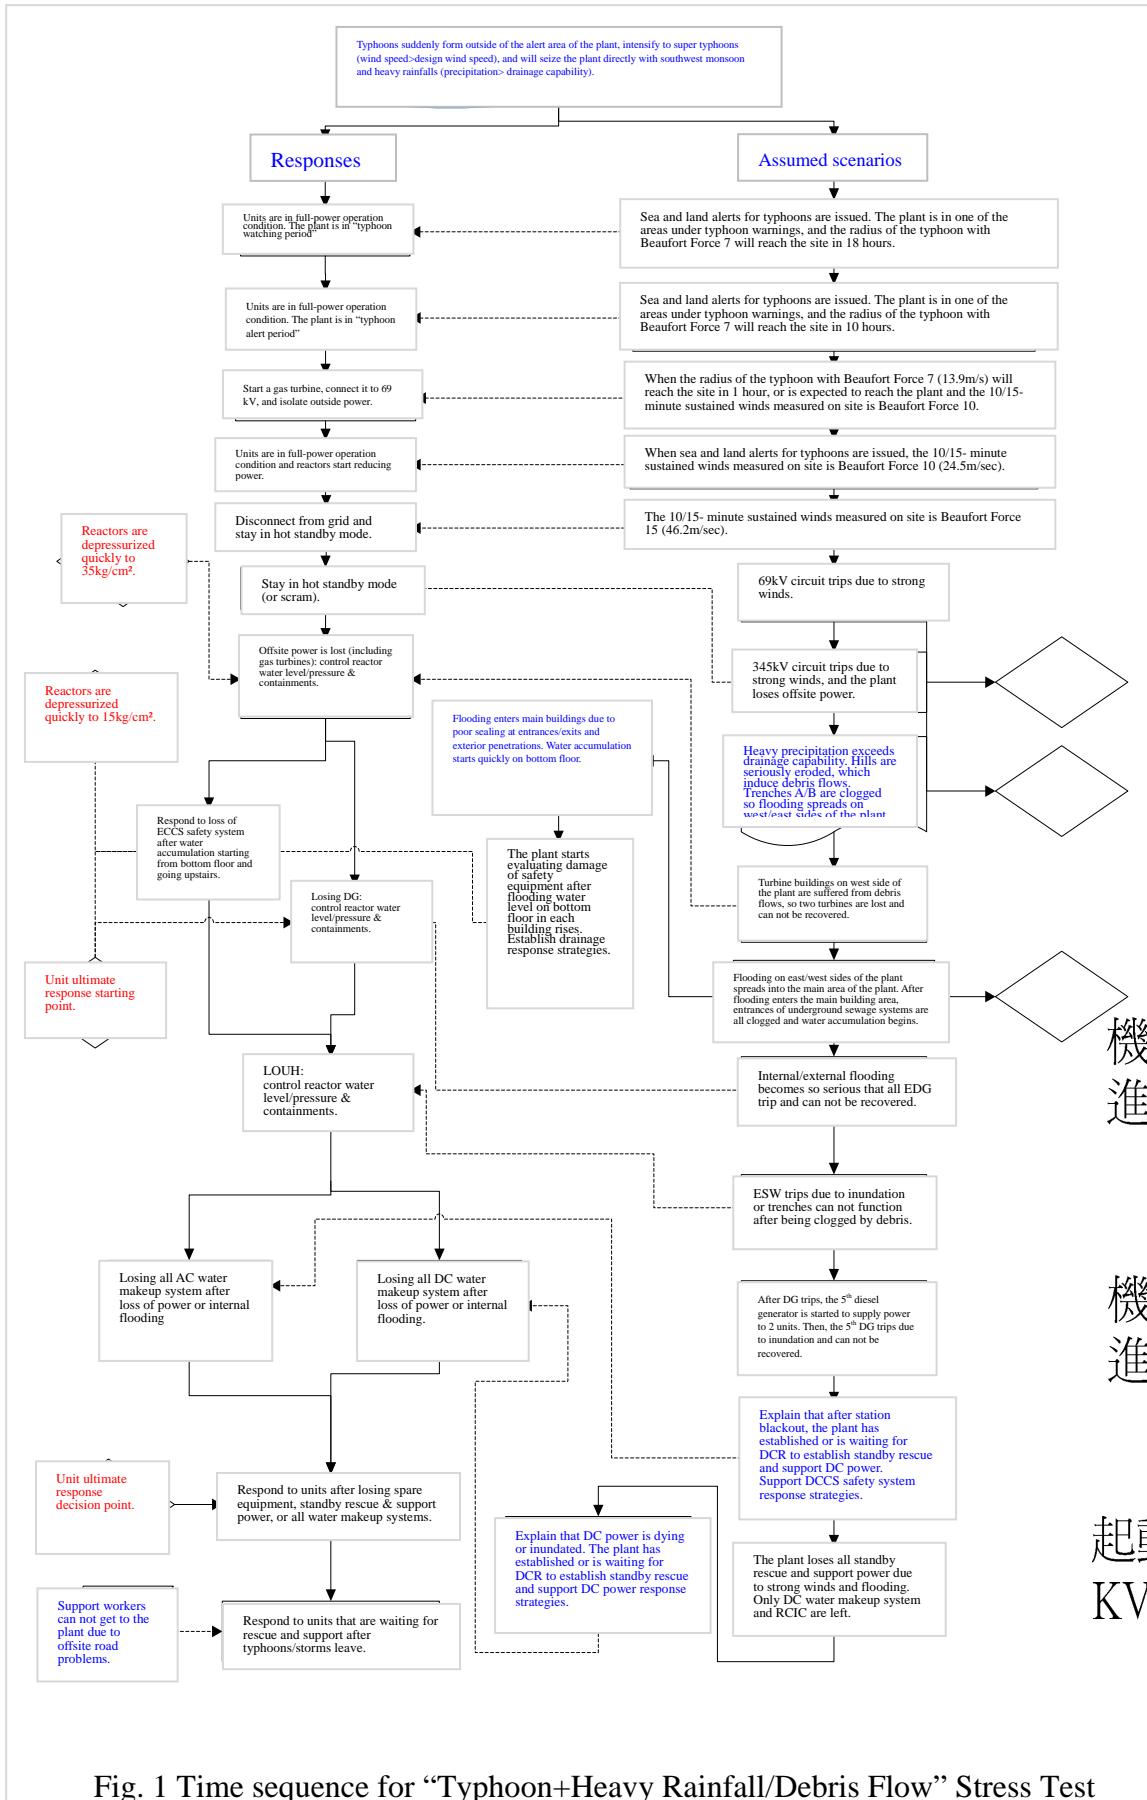 Typhoons suddenly form outside of the alert area of the plant, intensify to super typhoons
(wind speed>design wind speed), and will seize the plant directly with southwest monsoon
and heavy rainfalls (precipitation> drainage capability).
Responses
Assumed scenarios
Units are in full-power operation
condition. The plant is in “typhoon
watching period”
Sea and land alerts for typhoons are issued. The plant is in one of the
areas under typhoon warnings, and the radius of the typhoon with
Beaufort Force 7 will reach the site in 18 hours.
Units are in full-power operation
condition. The plant is in “typhoon
alert period”
Sea and land alerts for typhoons are issued. The plant is in one of the
areas under typhoon warnings, and the radius of the typhoon with
Beaufort Force 7 will reach the site in 10 hours.
Start a gas turbine, connect it to 69
kV, and isolate outside power.
When the radius of the typhoon with Beaufort Force 7 (13.9m/s) will
reach the site in 1 hour, or is expected to reach the plant and the 10/15-
minute sustained winds measured on site is Beaufort Force 10.
Units are in full-power operation
condition and reactors start reducing
power.
When sea and land alerts for typhoons are issued, the 10/15- minute
sustained winds measured on site is Beaufort Force 10 (24.5m/sec).
Disconnect from grid and
stay in hot standby mode.
The 10/15- minute sustained winds measured on site is Beaufort Force
15 (46.2m/sec).
Reactors are
depressurized
quickly to
35kg/cm².
Stay in hot standby mode
(or scram).
69kV circuit trips due to strong
winds.
Offsite power is lost (including
gas turbines): control reactor
water level/pressure &
containments.
345kV circuit trips due to
strong winds, and the plant
loses offsite power.
Reactors are
depressurized
quickly to 15kg/cm².
Flooding enters main buildings due to
poor sealing at entrances/exits and
exterior penetrations. Water accumulation
starts quickly on bottom floor.
Heavy precipitation exceeds
drainage capability. Hills are
seriously eroded, which
induce debris flows.
Trenches A/B are clogged
so flooding spreads on
west/east sides of the plant
Respond to loss of
ECCS safety system
after water
accumulation starting
from bottom floor and
going upstairs.
The plant starts
evaluating damage
of safety
equipment after
flooding water
level on bottom
floor in each
building rises.
Establish drainage
response strategies.
Turbine buildings on west side of
the plant are suffered from debris
flows, so two turbines are lost and
can not be recovered.
Losing DG:
control reactor water
level/pressure &
containments.
Unit ultimate
response starting
point.
Flooding on east/west sides of the plant
spreads into the main area of the plant. After
flooding enters the main building area,
entrances of underground sewage systems are
all clogged and water accumulation begins.
機
進
LOUH:
control reactor water
level/pressure &
containments.
Internal/external flooding
becomes so serious that all EDG
trip and can not be recovered.
ESW trips due to inundation
or trenches can not function
after being clogged by debris.
Losing all AC water
makeup system after
loss of power or internal
flooding
Losing all DC water
makeup system after
loss of power or internal
flooding.
After DG trips, the 5th diesel
generator is started to supply power
to 2 units. Then, the 5th DG trips due
to inundation and can not be
recovered.
機
進
Explain that after station
blackout, the plant has
established or is waiting for
DCR to establish standby rescue
and support DC power.
Support DCCS safety system
response strategies.
Unit ultimate
response
decision point.
Respond to units after losing spare
equipment, standby rescue & support
power, or all water makeup systems.
Explain that DC power is dying
or inundated. The plant has
established or is waiting for
DCR to establish standby rescue
and support DC power response
strategies.
The plant loses all standby
rescue and support power due
to strong winds and flooding.
Only DC water makeup system
and RCIC are left.
起動
KV
Support workers
can not get to the
plant due to
offsite road
problems.
Respond to units that are waiting for
rescue and support after
typhoons/storms leave.
Fig. 1 Time sequence for “Typhoon+Heavy Rainfall/Debris Flow” Stress Test